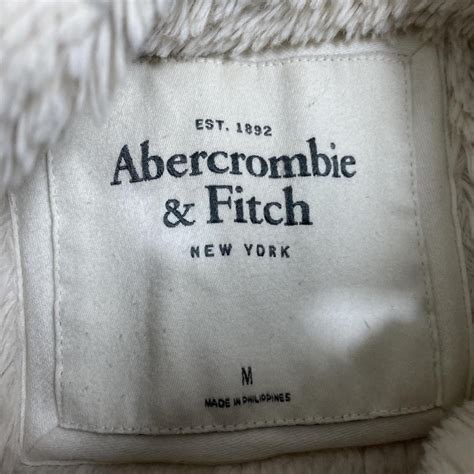 EST. 1892
Abercrombie
& Fitch
NEW YORK
M
MADE IN PHILIPPINES